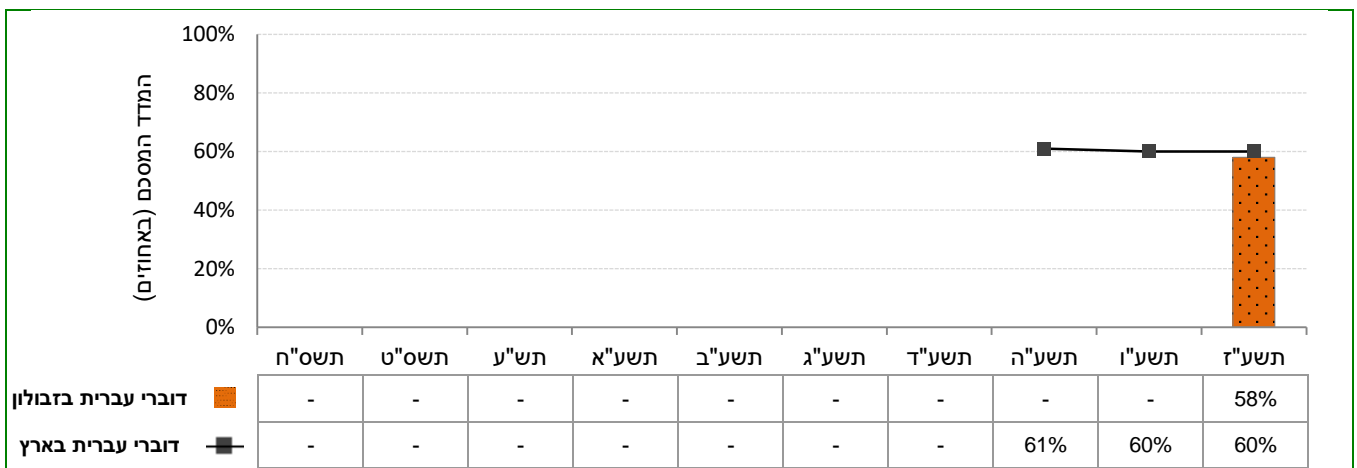 המדד המסכם (באחוזים)
100%
80%
60%
40%
20%
0%
תשס"ח תשס"ט תש"ע תשע"א תשע"ב תשע"ג תשע"ד תשע"ה תשע"ו תשע"ז
דוברי עברית בזבולון - - - - - - - - - 58%
דוברי עברית בארץ - - - - - - - 61% 60% 60%